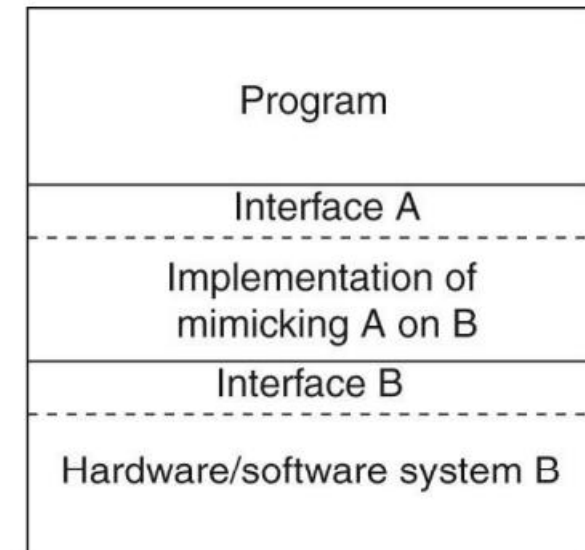 Program
Interface A
Implementation of
mimicking A on B
Interface B
Hardware/software system B